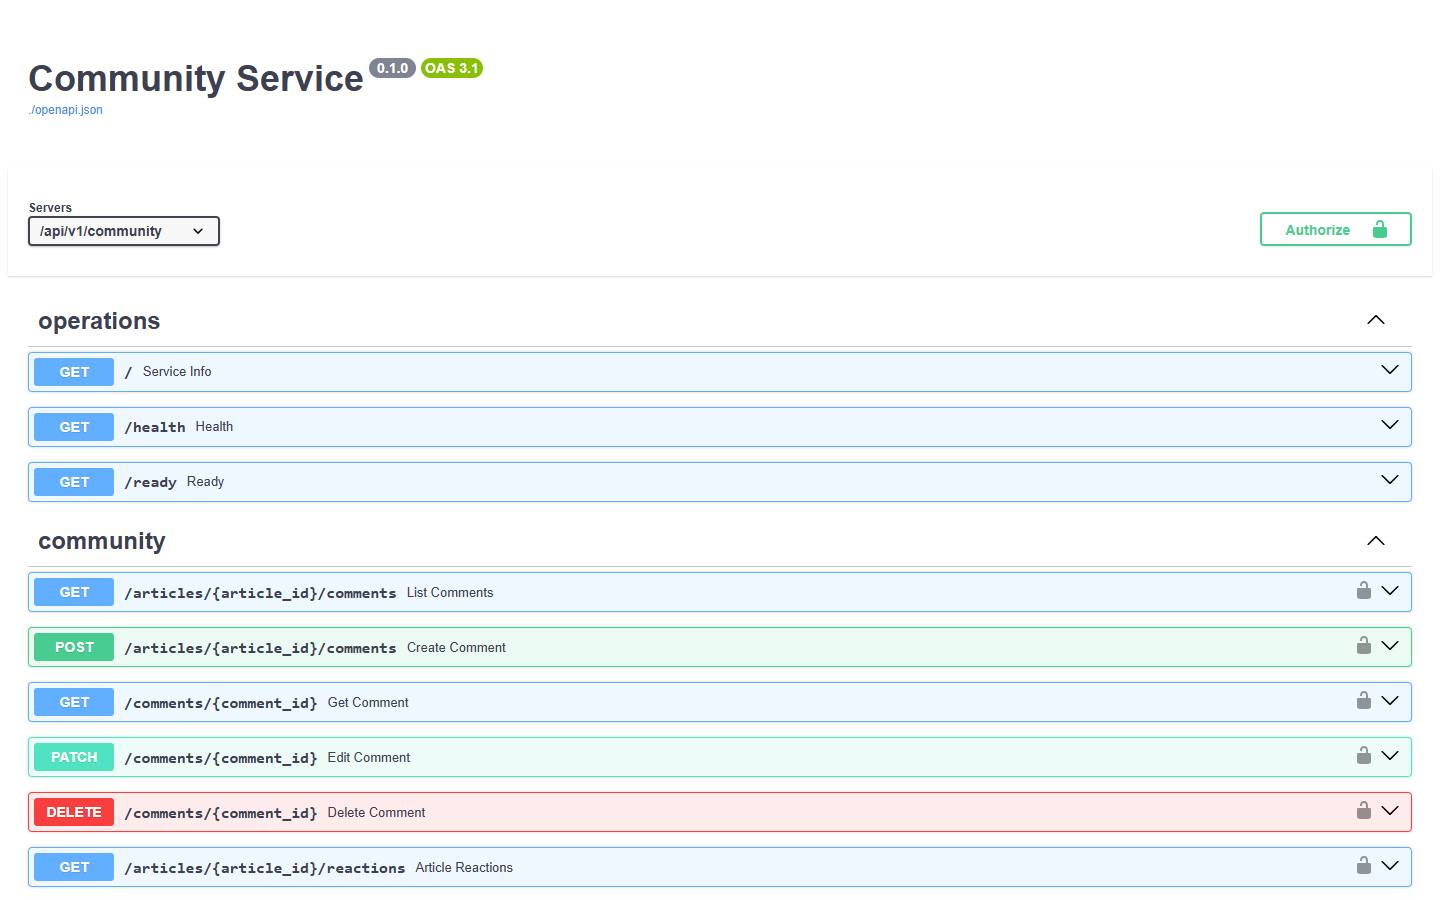 Community Service 0.1.0 OAS 3.1
./openapi.json
Servers
/api/v1/community
Authorize
operations
GET / Service Info
GET /health Health
GET /ready Ready
community
GET /articles/{article_id}/comments List Comments
POST /articles/{article_id}/comments Create Comment
GET /comments/{comment_id} Get Comment
PATCH /comments/{comment_id} Edit Comment
DELETE /comments/{comment_id} Delete Comment
GET /articles/{article_id}/reactions Article Reactions